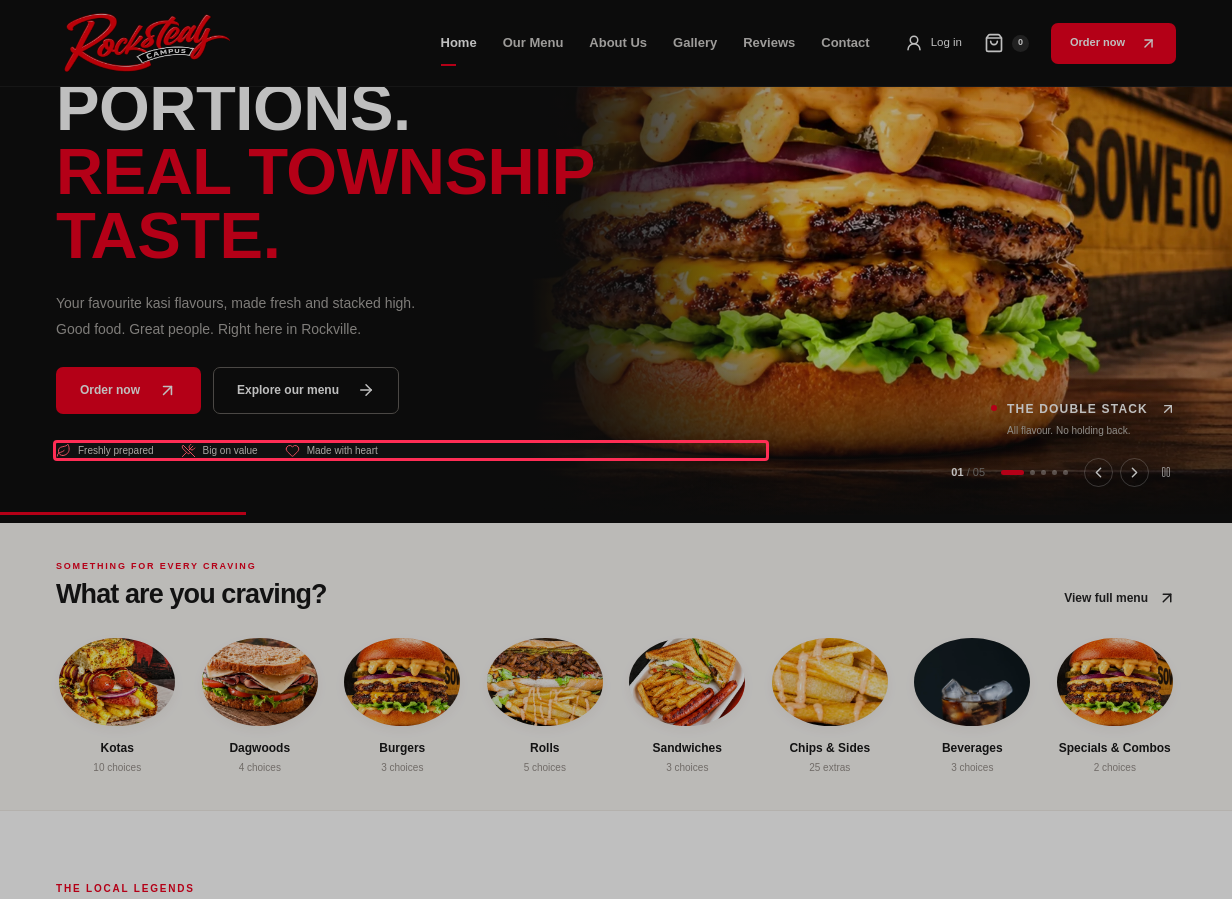 Rocksteady
CAMPUS
Home
Our Menu
About Us
Gallery
Reviews
Contact
Log in
0
Order now
PORTIONS.
REAL TOWNSHIP
TASTE.
SOWETO
Your favourite kasi flavours, made fresh and stacked high.
Good food. Great people. Right here in Rockville.
Order now
Explore our menu
THE DOUBLE STACK
All flavour. No holding back.
Freshly prepared
Big on value
Made with heart
01 / 05
SOMETHING FOR EVERY CRAVING
What are you craving?
View full menu
Kotas
10 choices
Dagwoods
4 choices
Burgers
3 choices
Rolls
5 choices
Sandwiches
3 choices
Chips & Sides
25 extras
Beverages
3 choices
Specials & Combos
2 choices
THE LOCAL LEGENDS